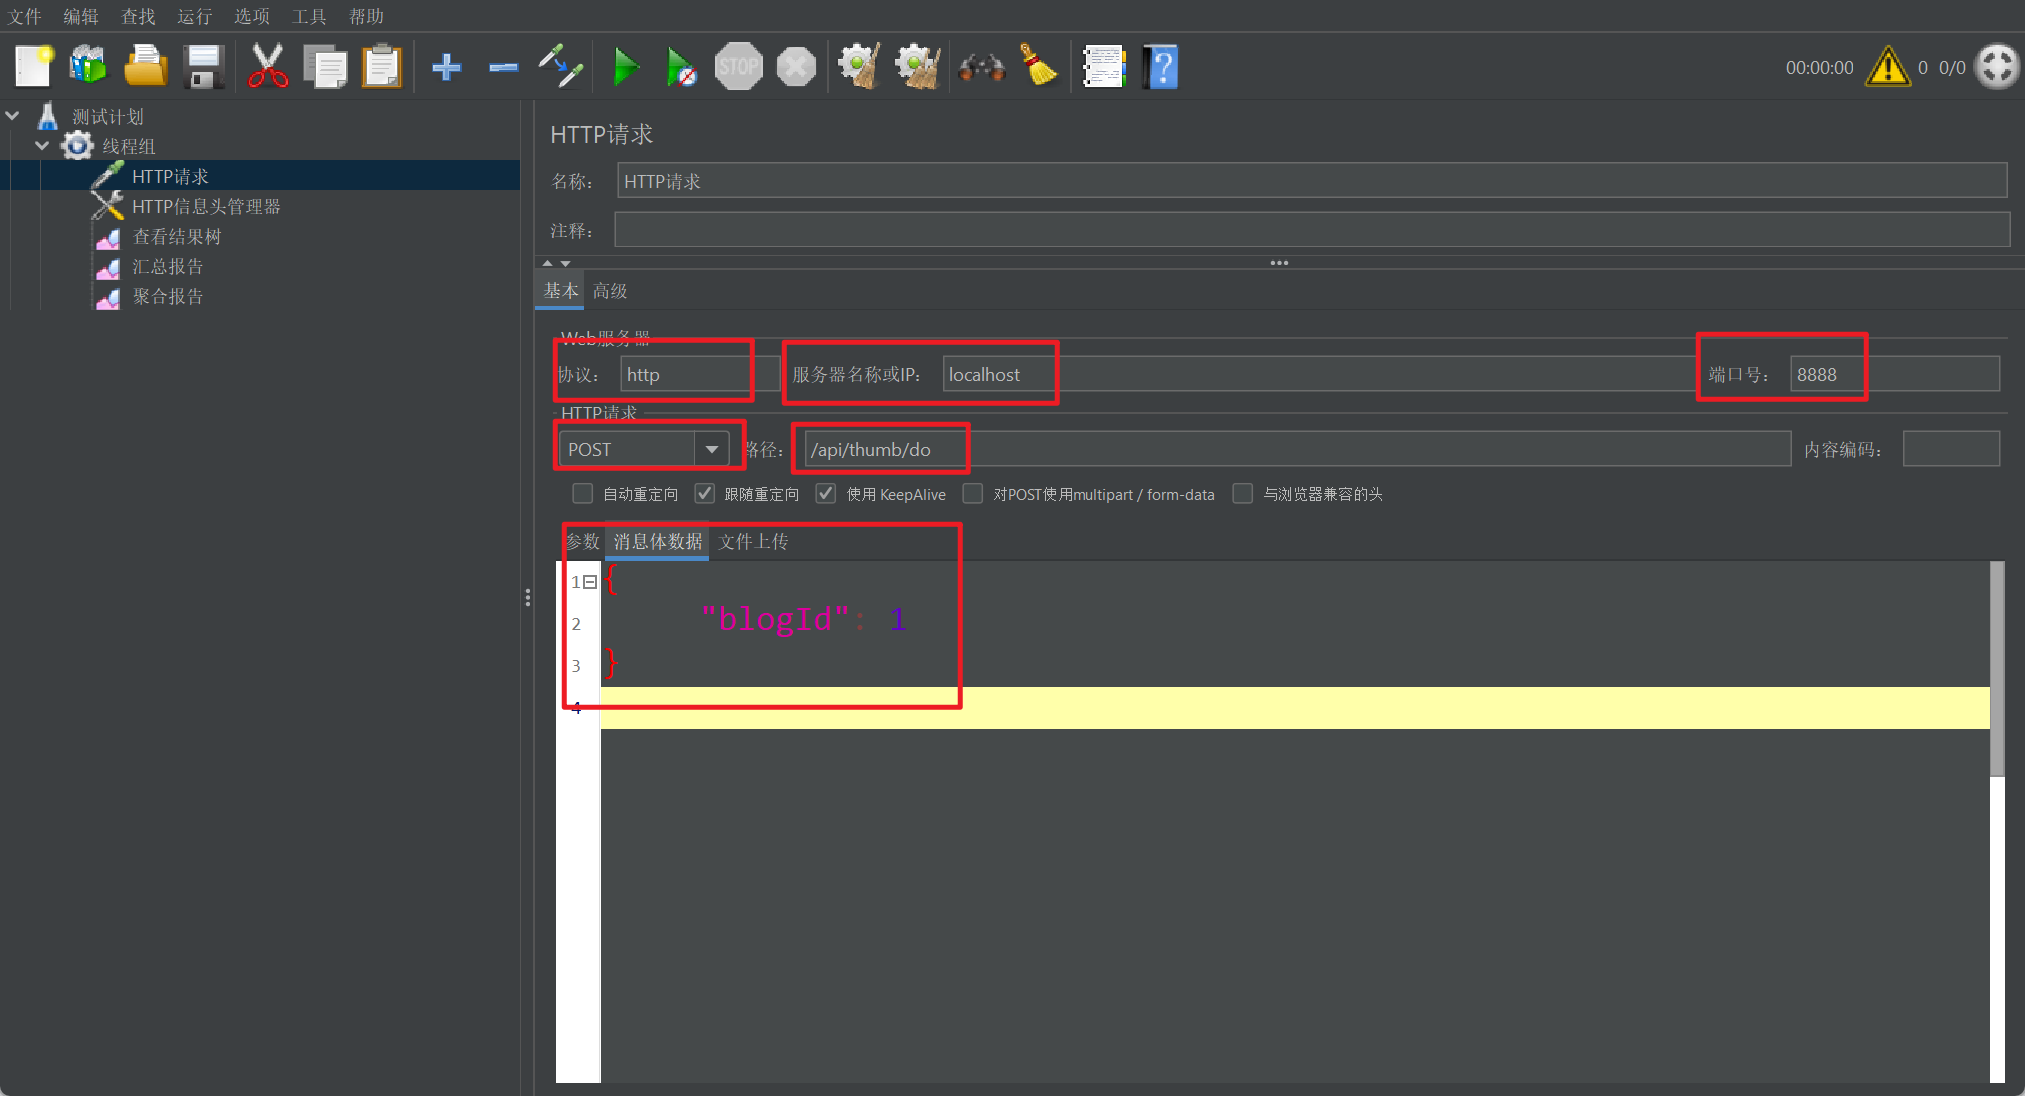 文件 编辑 查找 运行 选项 工具 帮助
STOP
?
00:00:00 0 0/0
测试计划
线程组
HTTP请求
HTTP信息头管理器
查看结果树
汇总报告
聚合报告
HTTP请求
名称： HTTP请求
注释：
基本 高级
Web服务器
协议： http 服务器名称或IP： localhost 端口号： 8888
HTTP请求
POST 路径： /api/thumb/do 内容编码：
自动重定向 跟随重定向 使用 KeepAlive 对POST使用multipart / form-data 与浏览器兼容的头
参数 消息体数据 文件上传
1 {
2 "blogId": 1
3 }
4